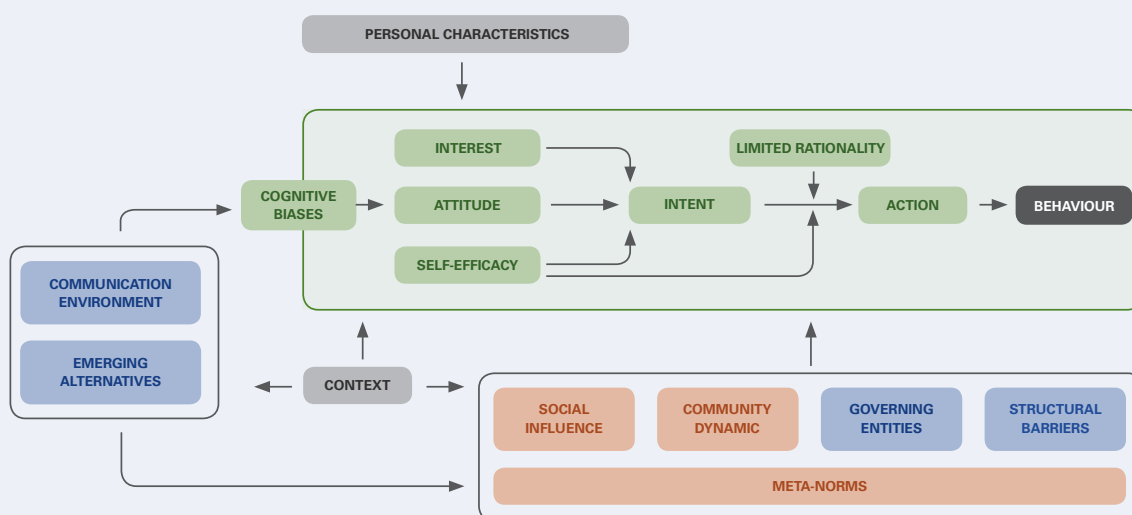 PERSONAL CHARACTERISTICS
INTEREST
LIMITED RATIONALITY
COGNITIVE
BIASES
ATTITUDE
INTENT
ACTION
BEHAVIOUR
SELF-EFFICACY
COMMUNICATION
ENVIRONMENT
EMERGING
ALTERNATIVES
CONTEXT
SOCIAL
INFLUENCE
COMMUNITY
DYNAMIC
GOVERNING
ENTITIES
STRUCTURAL
BARRIERS
META-NORMS